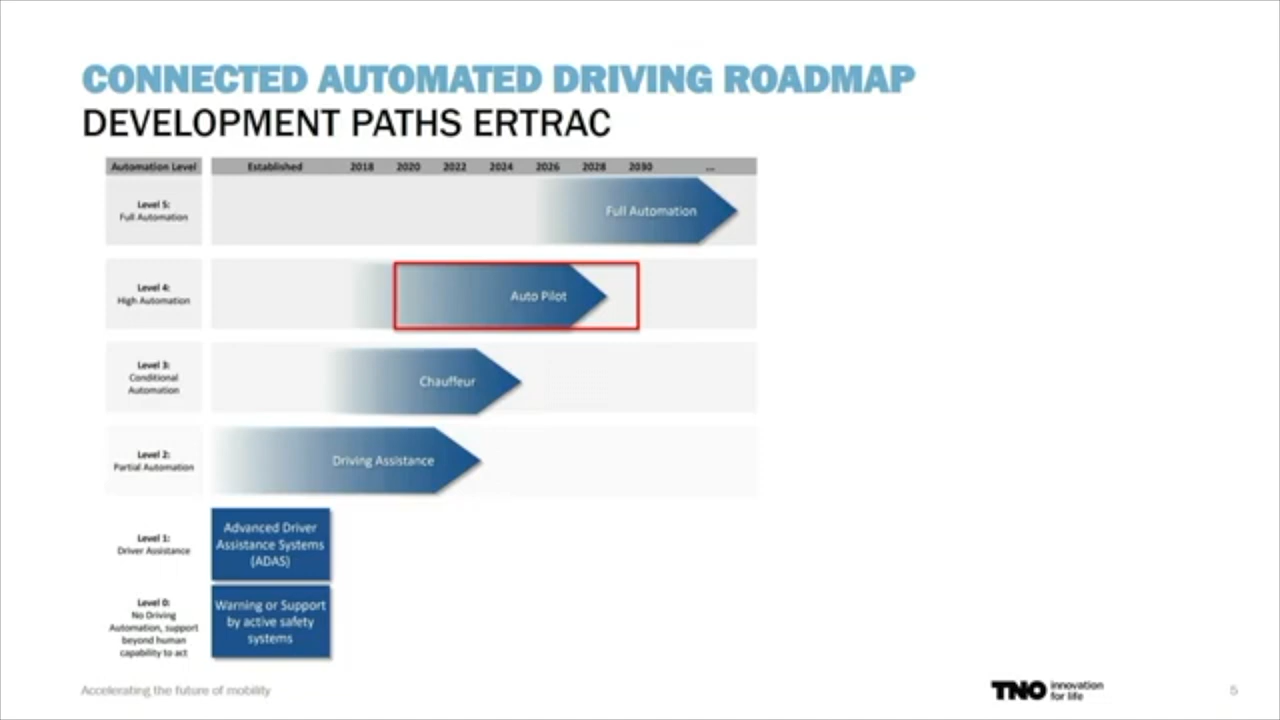 CONNECTED AUTOMATED DRIVING ROADMAP
DEVELOPMENT PATHS ERTRAC
Automation Level Established 2018 2020 2022 2024 2026 2028 2030 ...
Level 5:
Full Automation
Full Automation
Level 4:
High Automation
Auto Pilot
Level 3:
Conditional
Automation
Chauffeur
Level 2:
Partial Automation
Driving Assistance
Level 1:
Driver Assistance
Advanced Driver
Assistance Systems
(ADAS)
Level 0:
No Driving
Automation, support
beyond human
capability to act
Warning or Support
by active safety
systems
Accelerating the future of mobility
TNO innovation
for life
5